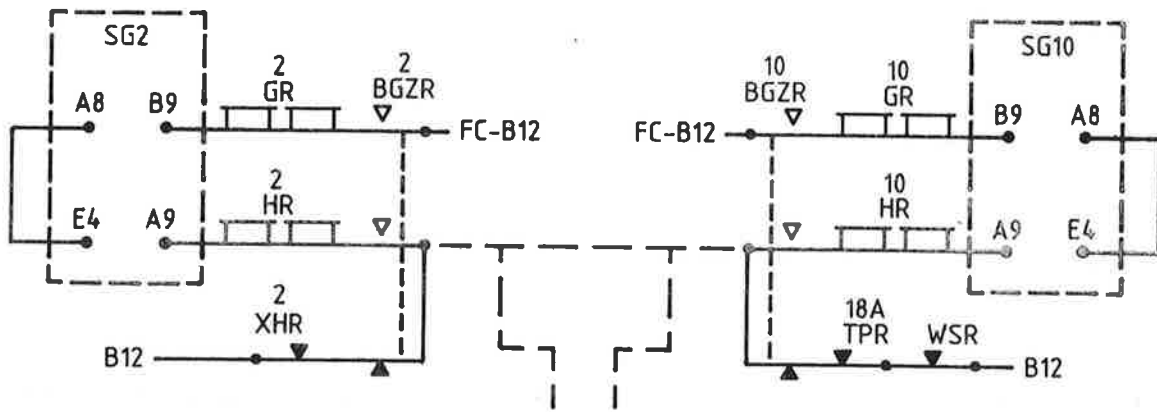 SG2
SG10
2 2 10 10
GR BGZR BGZR GR
A8 B9 B9 A8
FC-B12 FC-B12
2 10
HR HR
E4 A9 A9 E4
2 18A
XHR TPR WSR
B12 B12